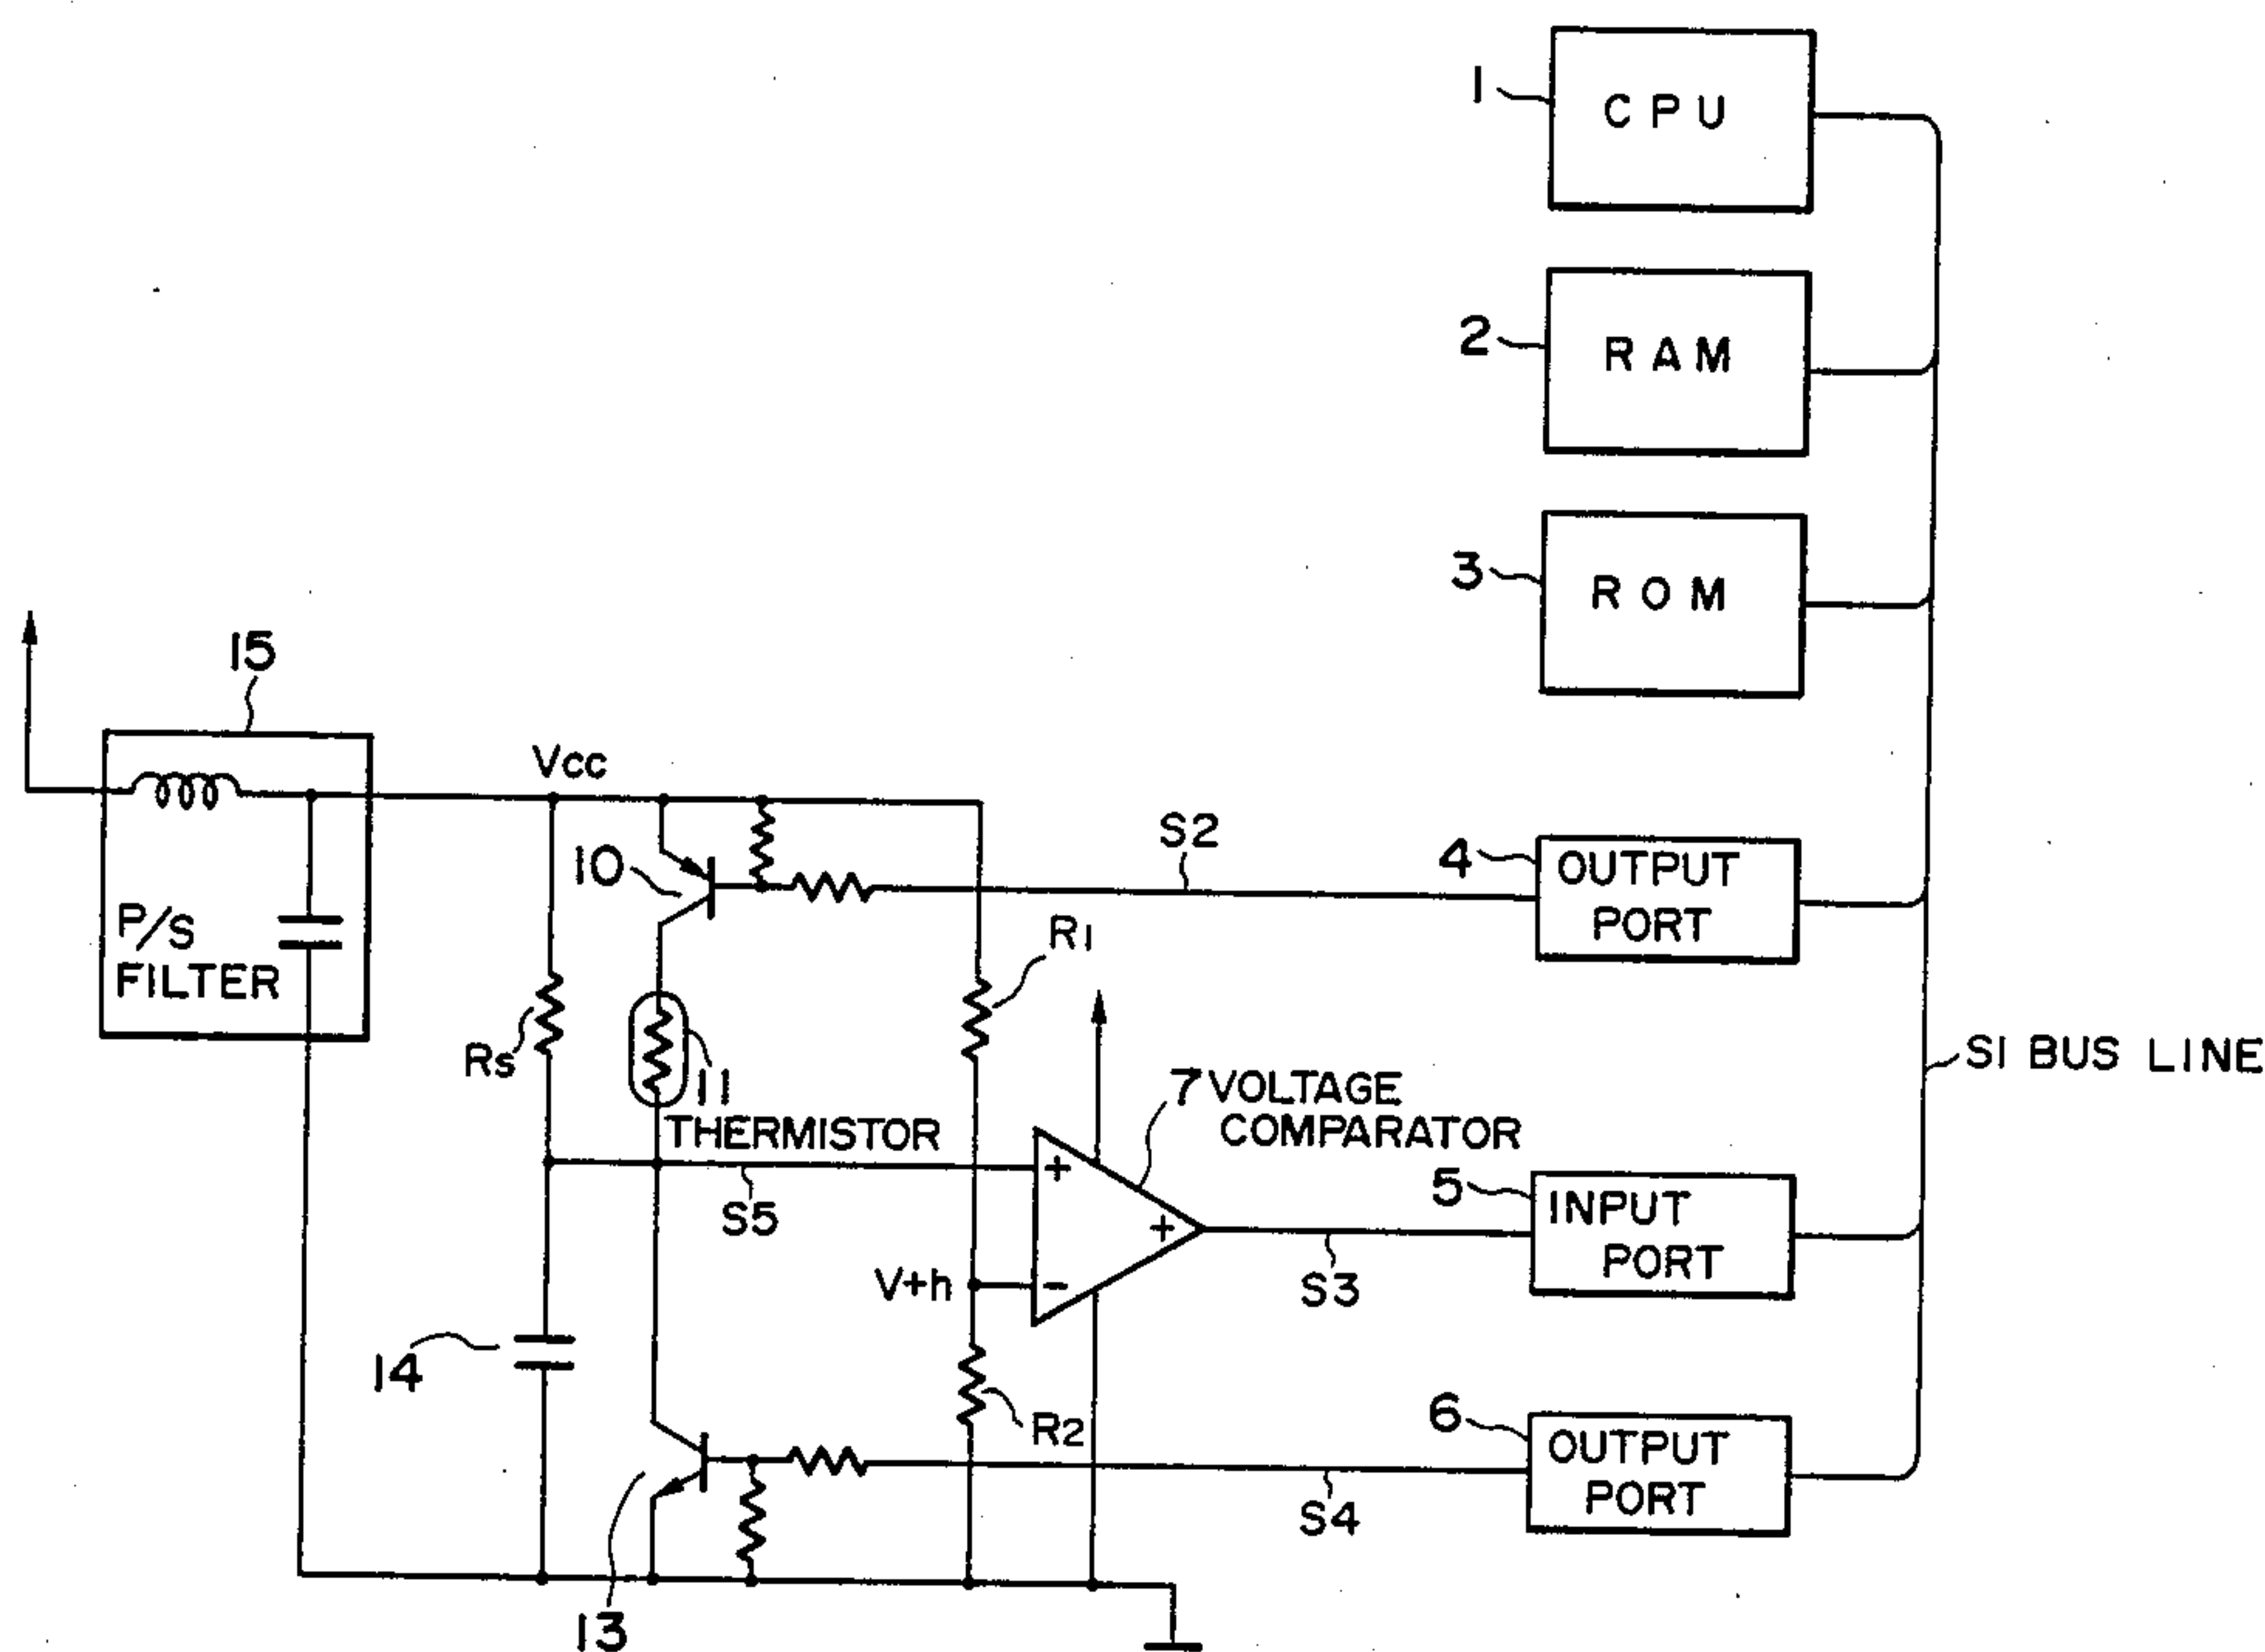 1
CPU
2
RAM
3
ROM
15
Vcc
P/S
FILTER
10
S2
4
OUTPUT
PORT
R1
Rs
11
THERMISTOR
7 VOLTAGE
COMPARATOR
S1 BUS LINE
+
S5
+
5
INPUT
PORT
V+h
-
S3
14
R2
6
OUTPUT
PORT
S4
13